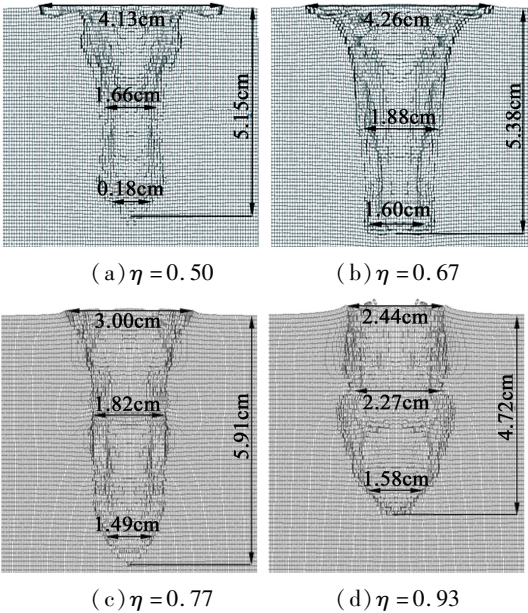 4.13cm
1.66cm
0.18cm
5.15cm
(a) η = 0.50
4.26cm
1.88cm
1.60cm
5.38cm
(b) η = 0.67
3.00cm
1.82cm
1.49cm
5.91cm
(c) η = 0.77
2.44cm
2.27cm
1.58cm
4.72cm
(d) η = 0.93